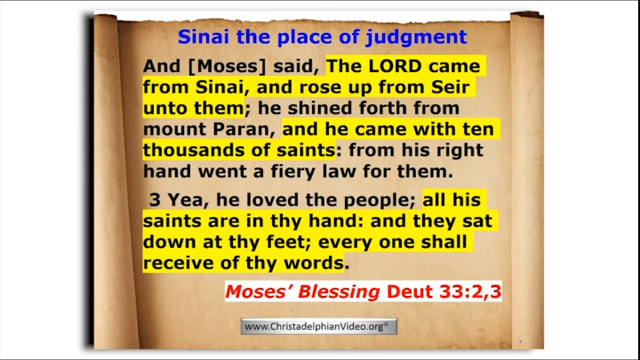 Sinai the place of judgment
And [Moses] said, The LORD came
from Sinai, and rose up from Seir
unto them; he shined forth from
mount Paran, and he came with ten
thousands of saints: from his right
hand went a fiery law for them.
3 Yea, he loved the people; all his
saints are in thy hand: and they sat
down at thy feet; every one shall
receive of thy words.
Moses' Blessing Deut 33:2,3
www.ChristadelphianVideo.org®